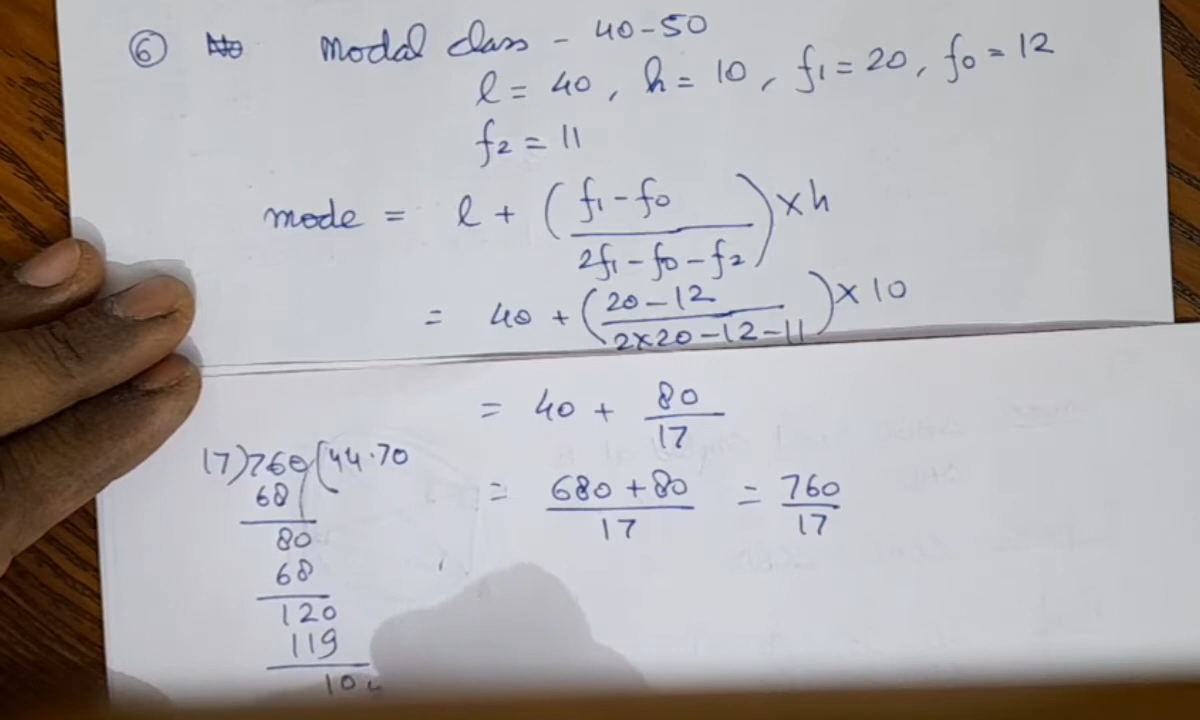 6 No Modal class - 40-50
l = 40, h = 10, f1 = 20, f0 = 12
f2 = 11
mode = l + (f1 - f0 / 2f1 - f0 - f2) × h
= 40 + (20 - 12 / 2×20 - 12 - 11) × 10
= 40 + 80/17
= 680 + 80 / 17 = 760/17
17)760(44.70
68
80
68
120
119
10